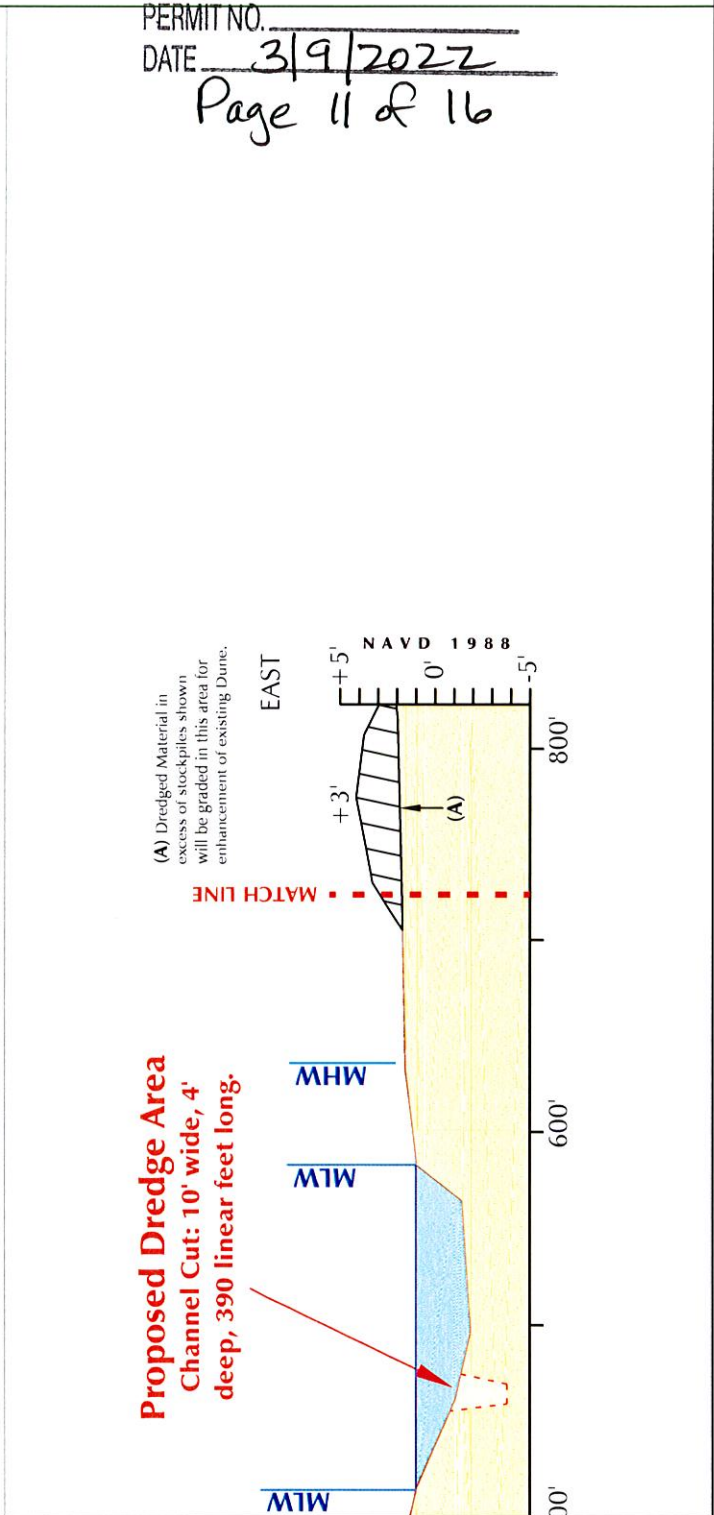 PERMIT NO.
DATE 3/9/2022
Page 11 of 16
(A) Dredged Material in
excess of stockpiles shown
will be graded in this area for
enhancement of existing Dune.
EAST
NAVD 1988
+5'
0'
-5'
+3'
(A)
MATCH LINE
800'
Proposed Dredge Area
Channel Cut: 10' wide, 4'
deep, 390 linear feet long.
MHW
MLW
600'
MLW
00'